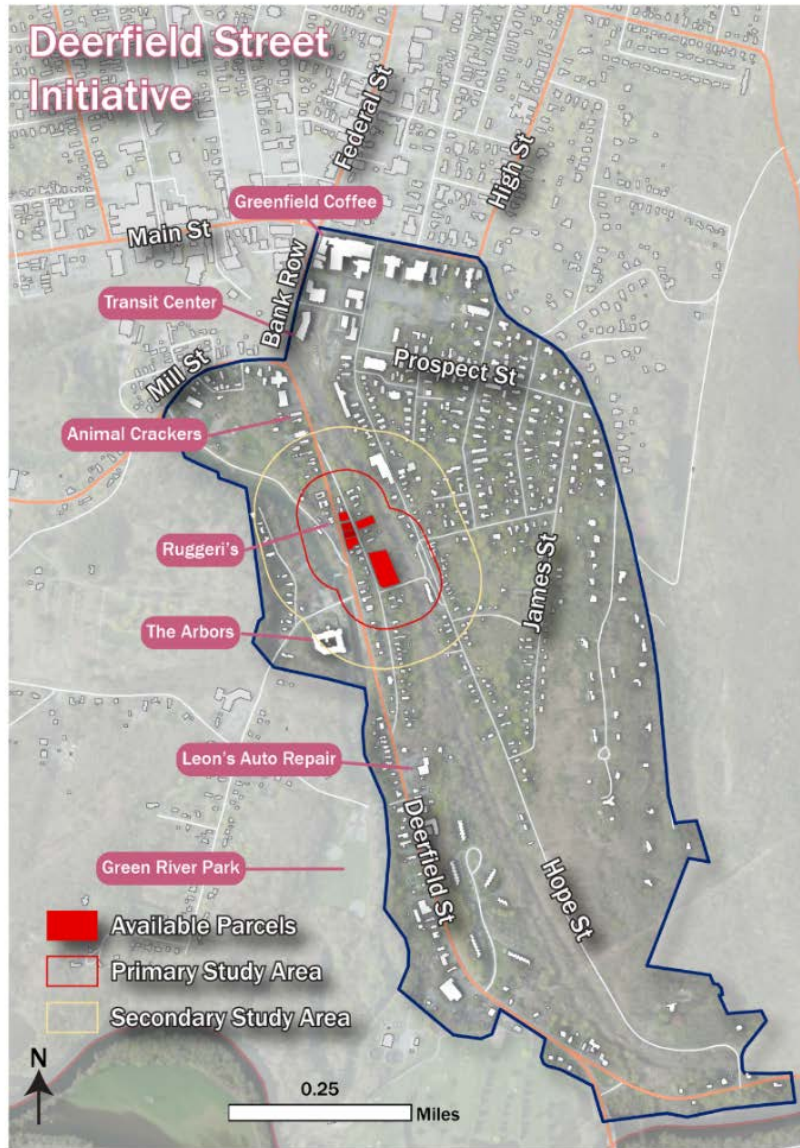 Deerfield Street
Initiative
Federal St
High St
Greenfield Coffee
Main St
Bank Row
Transit Center
Mill St
Prospect St
Animal Crackers
Ruggeri's
James St
The Arbors
Leon's Auto Repair
Deerfield St
Hope St
Green River Park
Available Parcels
Primary Study Area
Secondary Study Area
N
0.25
Miles